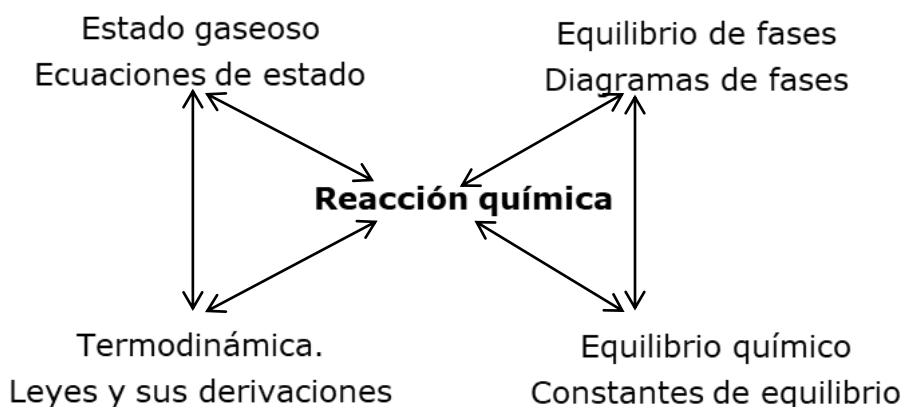 Estado gaseoso
Ecuaciones de estado
Equilibrio de fases
Diagramas de fases
Reacción química
Termodinámica.
Leyes y sus derivaciones
Equilibrio químico
Constantes de equilibrio